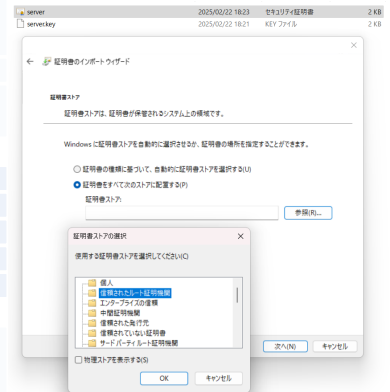 server 2025/02/22 18:23 セキュリティ証明書 2 KB
server.key 2025/02/22 18:21 KEY ファイル 2 KB
証明書のインポート ウィザード
証明書ストア
証明書ストアは、証明書が保管されるシステム上の領域です。
Windows に証明書ストアを自動的に選択させるか、証明書の場所を指定することができます。
証明書の種類に基づいて、自動的に証明書ストアを選択する(U)
証明書をすべて次のストアに配置する(P)
証明書ストア:
参照(R)...
証明書ストアの選択
使用する証明書ストアを選択してください(C)
個人
信頼されたルート証明機関
エンタープライズの信頼
中間証明機関
信頼された発行元
信頼されていない証明書
サードパーティ ルート証明機関
物理ストアを表示する(S)
OK キャンセル
次へ(N) キャンセル